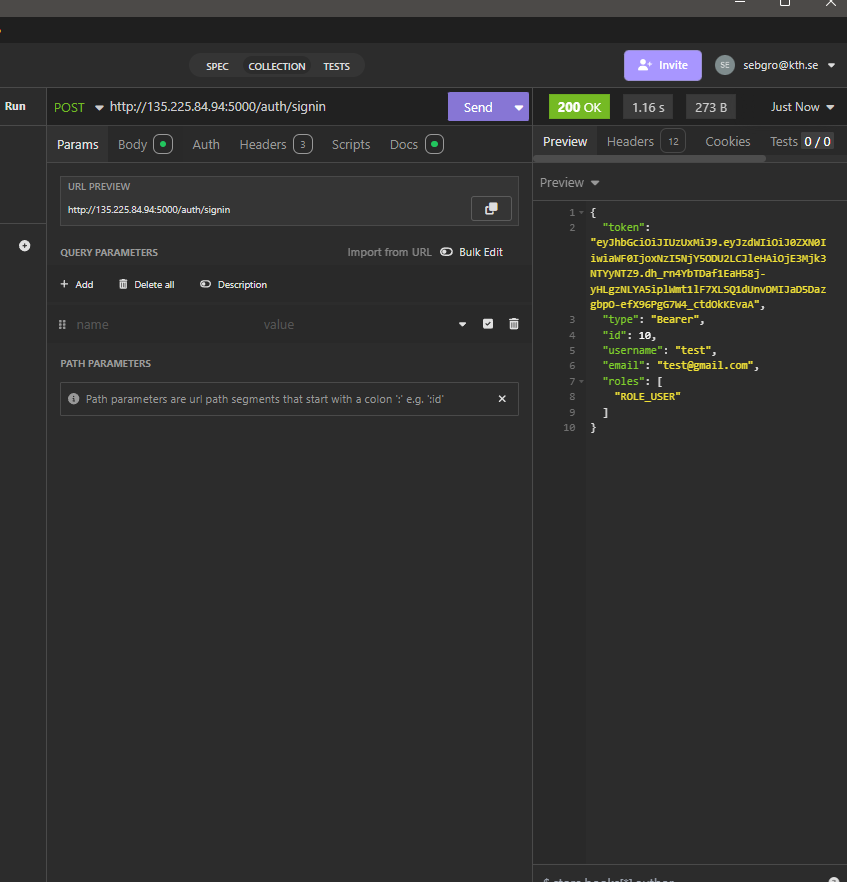 SPEC COLLECTION TESTS
Invite SE sebgro@kth.se
Run
POST http://135.225.84.94:5000/auth/signin Send
200 OK 1.16 s 273 B Just Now
Params Body Auth Headers 3 Scripts Docs
Preview Headers 12 Cookies Tests 0 / 0
URL PREVIEW
http://135.225.84.94:5000/auth/signin
QUERY PARAMETERS Import from URL Bulk Edit
Add Delete all Description
name value
PATH PARAMETERS
Path parameters are url path segments that start with a colon ':' e.g. ':id'
Preview
1 {
2 "token":
"eyJhbGciOiJIUzUxMiJ9.eyJzdWIiOiJ0ZXN0I
iwiaWF0IjoxNzI5NjY5ODU2LCJleHAiOjE3Mjk3
NTYyNTZ9.dh_rn4YbTDaf1EaH58j-
yHLgzNLYA5iplWmt1lF7XLSQ1dUnvDMIJaD5Daz
gbpO-efX96PgG7W4_ctdOkKEvaA",
3 "type": "Bearer",
4 "id": 10,
5 "username": "test",
6 "email": "test@gmail.com",
7 "roles": [
8 "ROLE_USER"
9 ]
10 }